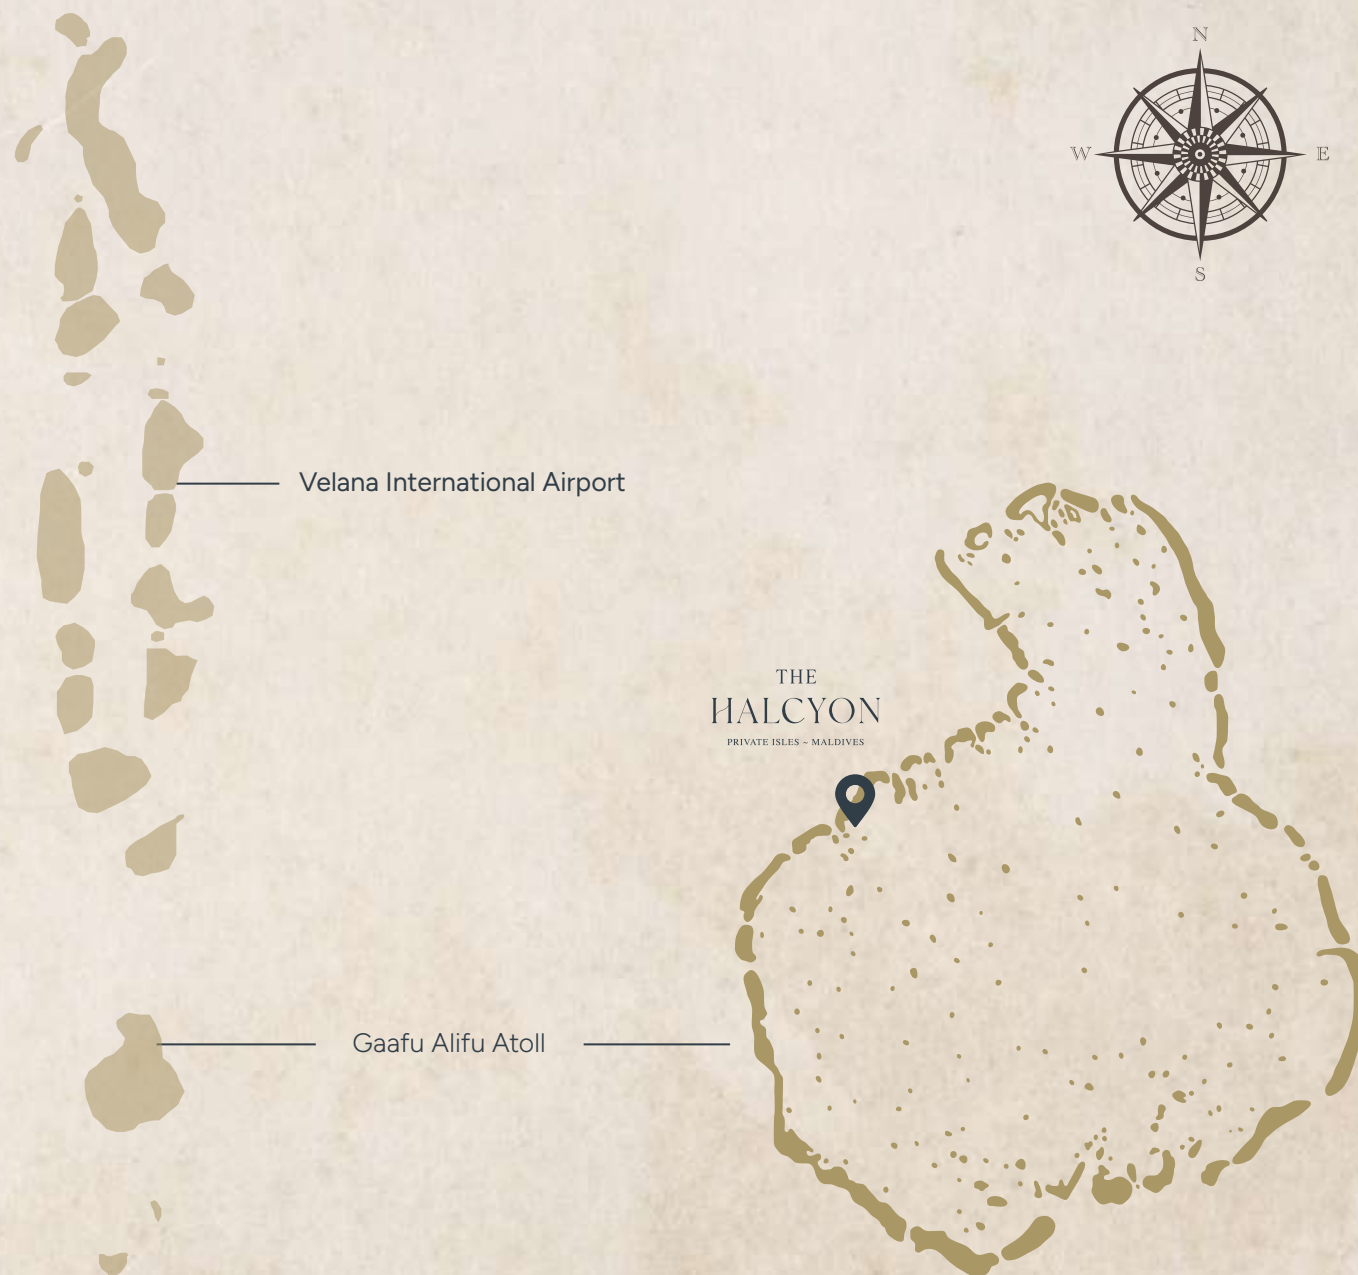 N
W
E
S
Velana International Airport
THE
HALCYON
PRIVATE ISLES ~ MALDIVES
Gaafu Alifu Atoll